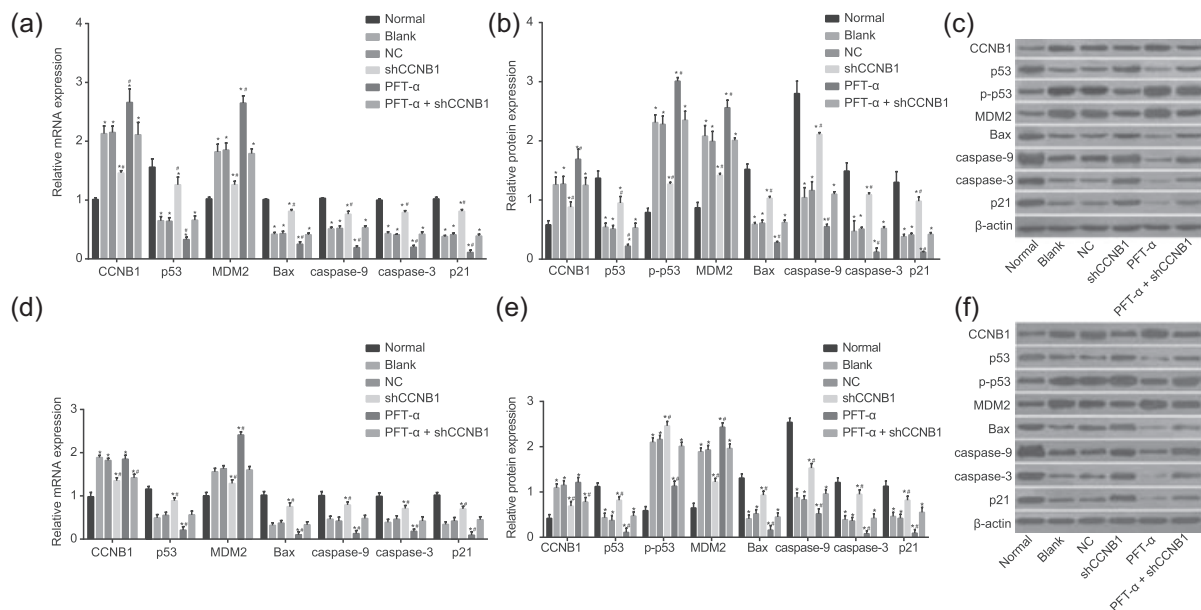 (a)
Relative mRNA expression
4
3
2
1
0
Normal
Blank
NC
shCCNB1
PFT-α
PFT-α + shCCNB1
CCNB1 p53 MDM2 Bax caspase-9 caspase-3 p21
(b)
Relative protein expression
4
3
2
1
0
Normal
Blank
NC
shCCNB1
PFT-α
PFT-α + shCCNB1
CCNB1 p53 p-p53 MDM2 Bax caspase-9 caspase-3 p21
(c)
CCNB1
p53
p-p53
MDM2
Bax
caspase-9
caspase-3
p21
β-actin
Normal
Blank
NC
shCCNB1
PFT-α
PFT-α + shCCNB1
(d)
Relative mRNA expression
3
2
1
0
Normal
Blank
NC
shCCNB1
PFT-α
PFT-α + shCCNB1
CCNB1 p53 MDM2 Bax caspase-9 caspase-3 p21
(e)
Relative protein expression
3
2
1
0
Normal
Blank
NC
shCCNB1
PFT-α
PFT-α + shCCNB1
CCNB1 p53 p-p53 MDM2 Bax caspase-9 caspase-3 p21
(f)
CCNB1
p53
p-p53
MDM2
Bax
caspase-9
caspase-3
p21
β-actin
Normal
Blank
NC
shCCNB1
PFT-α
PFT-α + shCCNB1